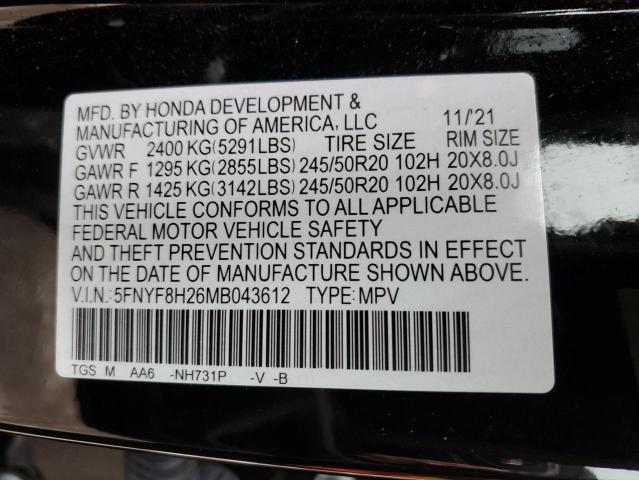 MFD. BY HONDA DEVELOPMENT &
MANUFACTURING OF AMERICA, LLC 11/'21
GVWR 2400 KG(5291LBS) TIRE SIZE RIM SIZE
GAWR F 1295 KG(2855LBS) 245/50R20 102H 20X8.0J
GAWR R 1425 KG(3142LBS) 245/50R20 102H 20X8.0J
THIS VEHICLE CONFORMS TO ALL APPLICABLE
FEDERAL MOTOR VEHICLE SAFETY
AND THEFT PREVENTION STANDARDS IN EFFECT
ON THE DATE OF MANUFACTURE SHOWN ABOVE.
V.I.N.:5FNYF8H26MB043612 TYPE:MPV
TGS M AA6 -NH731P -V -B